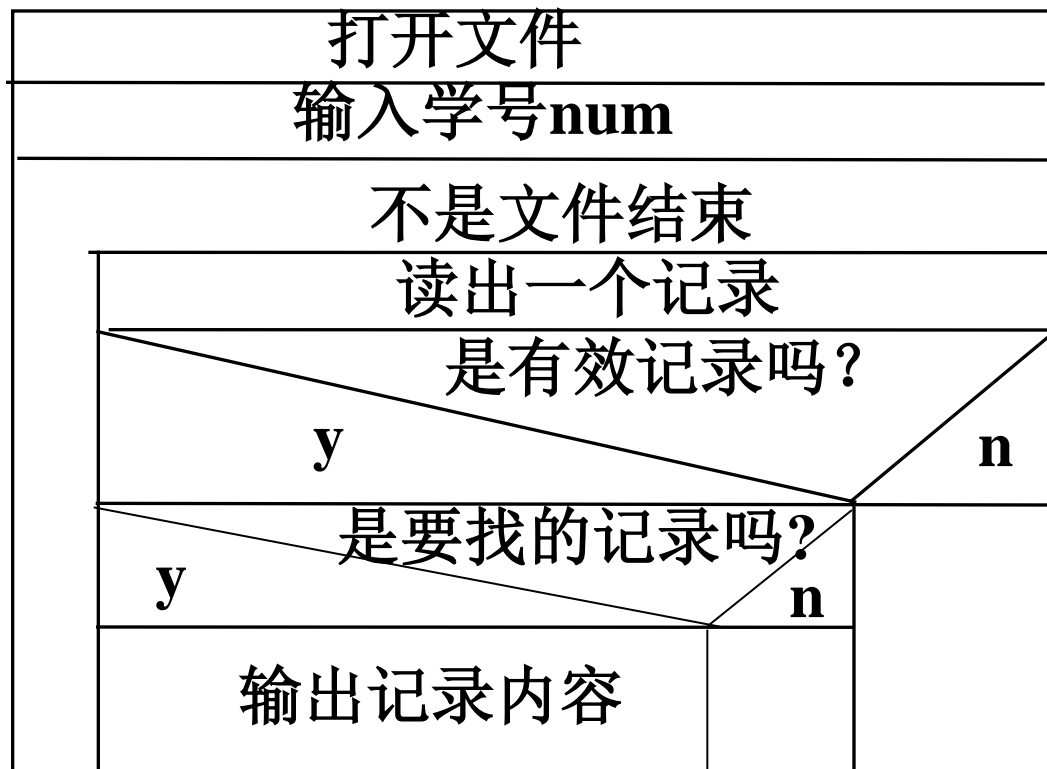 打开文件
输入学号num
不是文件结束
读出一个记录
是有效记录吗?
y
n
是要找的记录吗?
y
n
输出记录内容